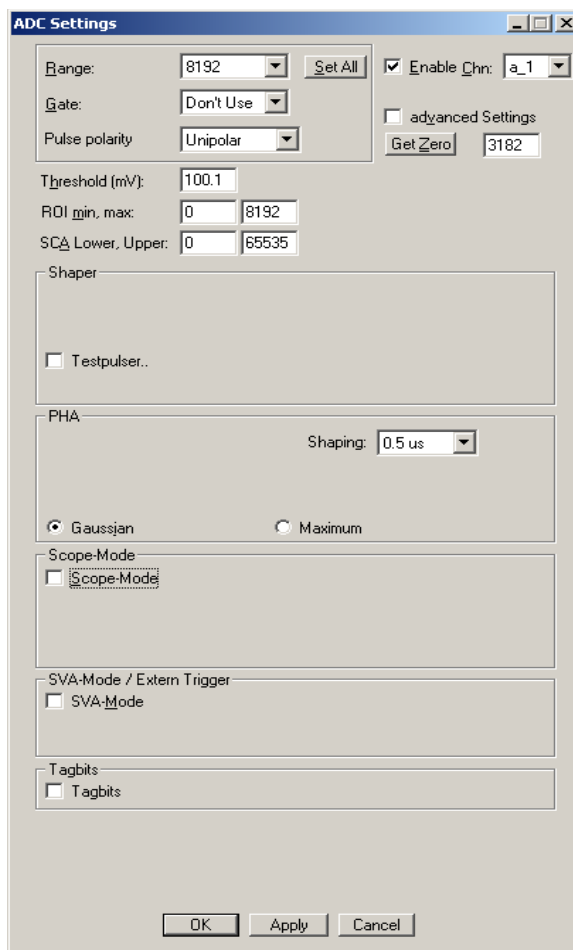 ADC Settings
Range: 8192 Set All Enable Chn: a_1
Gate: Don't Use
advanced Settings
Pulse polarity Unipolar Get Zero 3182
Threshold (mV): 100.1
ROI min, max: 0 8192
SCA Lower, Upper: 0 65535
Shaper
Testpulser..
PHA
Shaping: 0.5 us
Gaussian Maximum
Scope-Mode
Scope-Mode
SVA-Mode / Extern Trigger
SVA-Mode
Tagbits
Tagbits
OK Apply Cancel